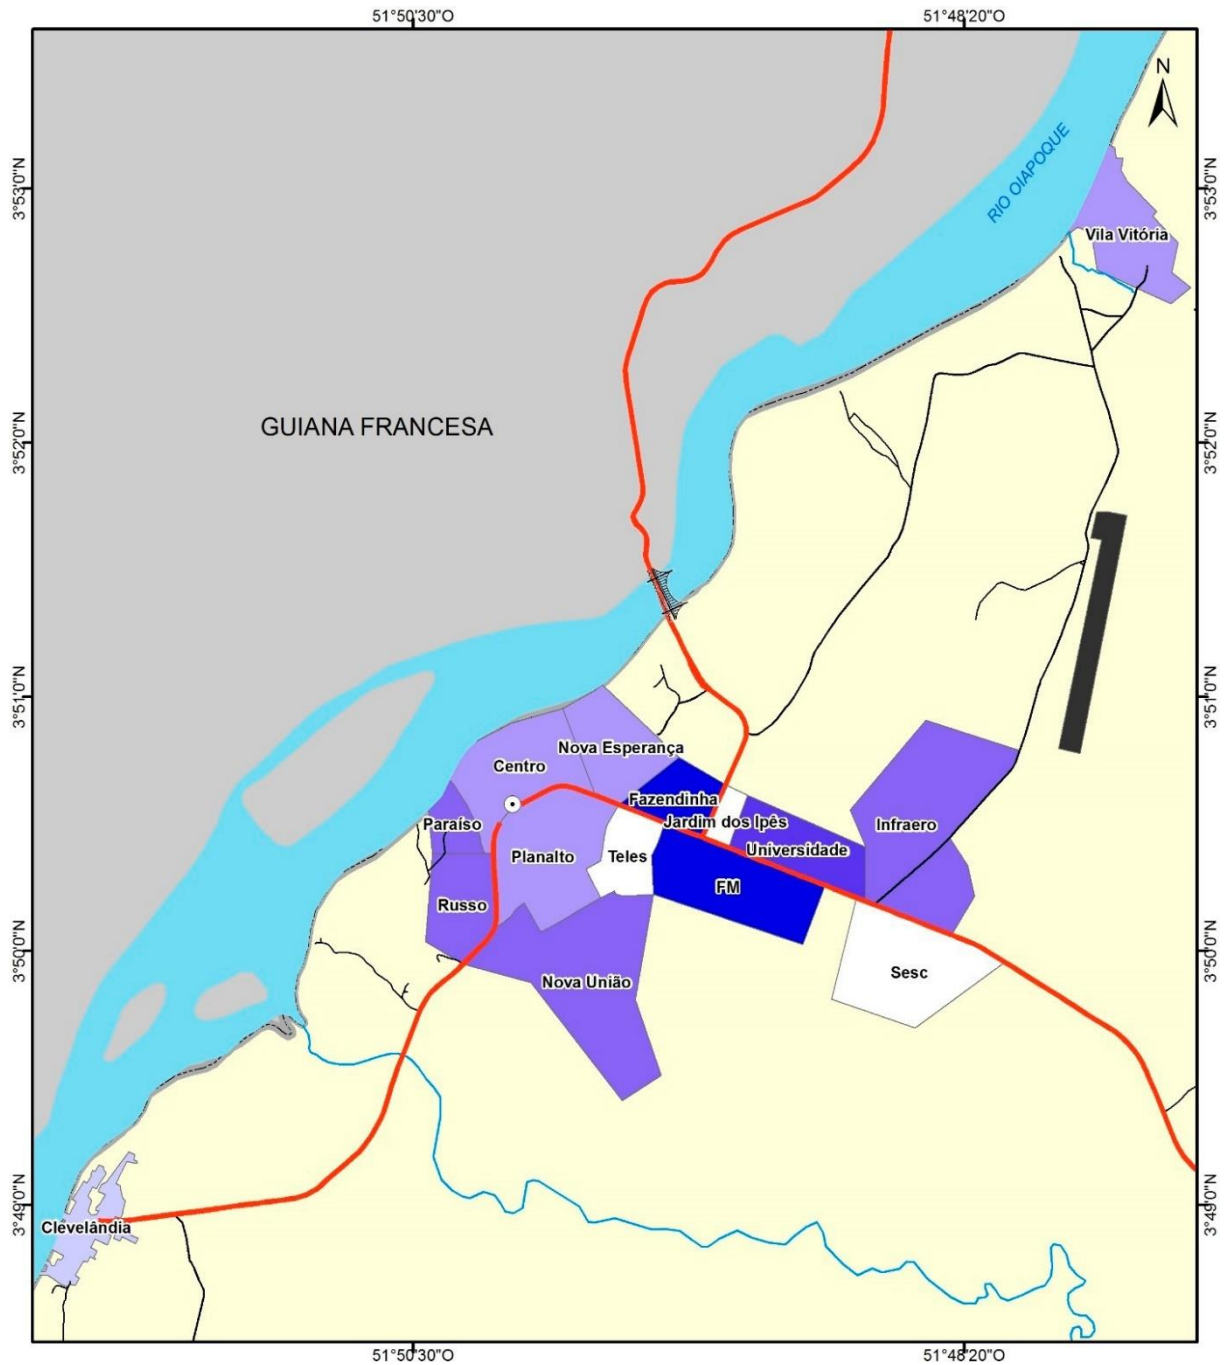 51°50'30"O
51°48'20"O
N
3°53'0"N
3°53'0"N
RIO OIAPOQUE
Vila Vitória
GUIANA FRANCESA
3°52'0"N
3°52'0"N
3°51'0"N
3°51'0"N
Nova Esperança
Centro
Fazendinha
Jardim dos Ipês
Paraíso
Infraero
Planalto
Teles
Universidade
FM
Russo
3°50'0"N
3°50'0"N
Sesc
Nova União
3°49'0"N
3°49'0"N
Clevelândia
51°50'30"O
51°48'20"O